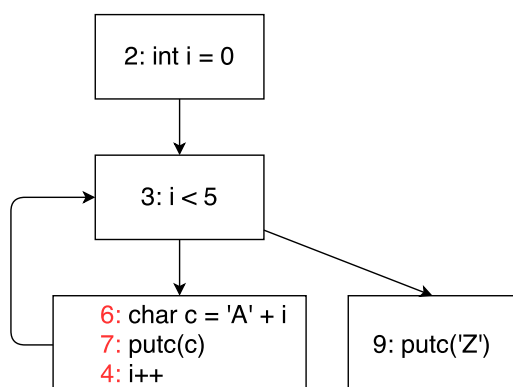 2: int i = 0
3: i < 5
6: char c = 'A' + i
7: putc(c)
4: i++
9: putc('Z')